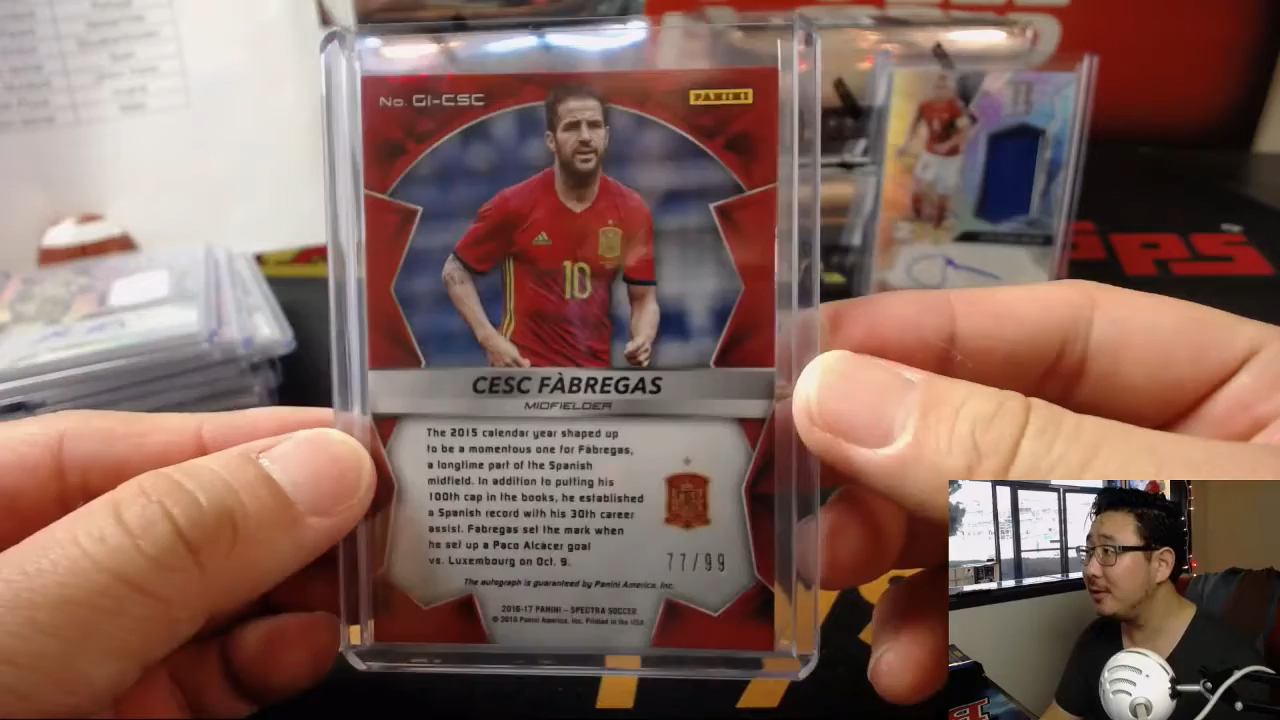 No. GI-CSC
PANINI
10
CESC FÀBREGAS
MIDFIELDER
The 2015 calendar year shaped up
to be a momentous one for Fàbregas,
a longtime part of the Spanish
midfield. In addition to putting his
100th cap in the books, he established
a Spanish record with his 30th career
assist. Fabregas set the mark when
he set up a Paco Alcácer goal
vs. Luxembourg on Oct. 9.
77/99
The autograph is guaranteed by Panini America, Inc.
2016-17 PANINI – SPECTRA SOCCER
© 2016 Panini America, Inc. Printed in the USA